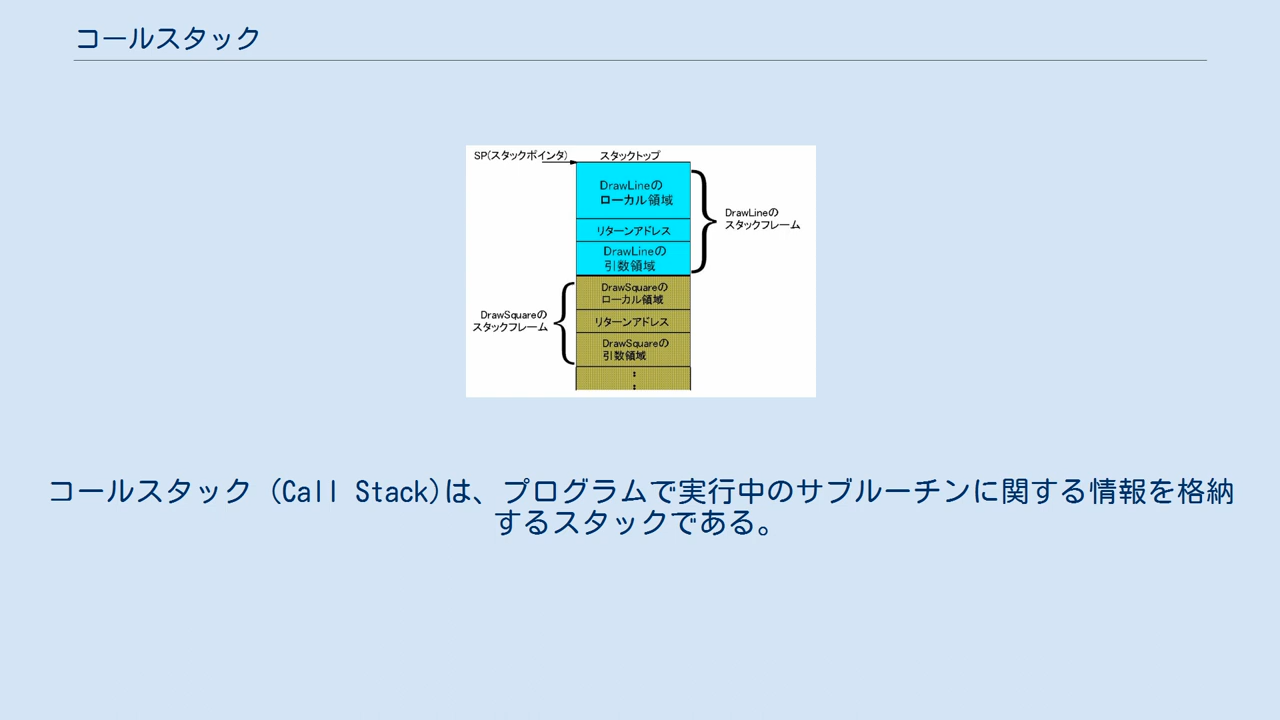 コールスタック
SP(スタックポインタ)
スタックトップ
DrawLineの
ローカル領域
リターンアドレス
DrawLineの
引数領域
DrawLineの
スタックフレーム
DrawSquareの
ローカル領域
リターンアドレス
DrawSquareの
引数領域
:
:
DrawSquareの
スタックフレーム
コールスタック (Call Stack)は、プログラムで実行中のサブルーチンに関する情報を格納
するスタックである。